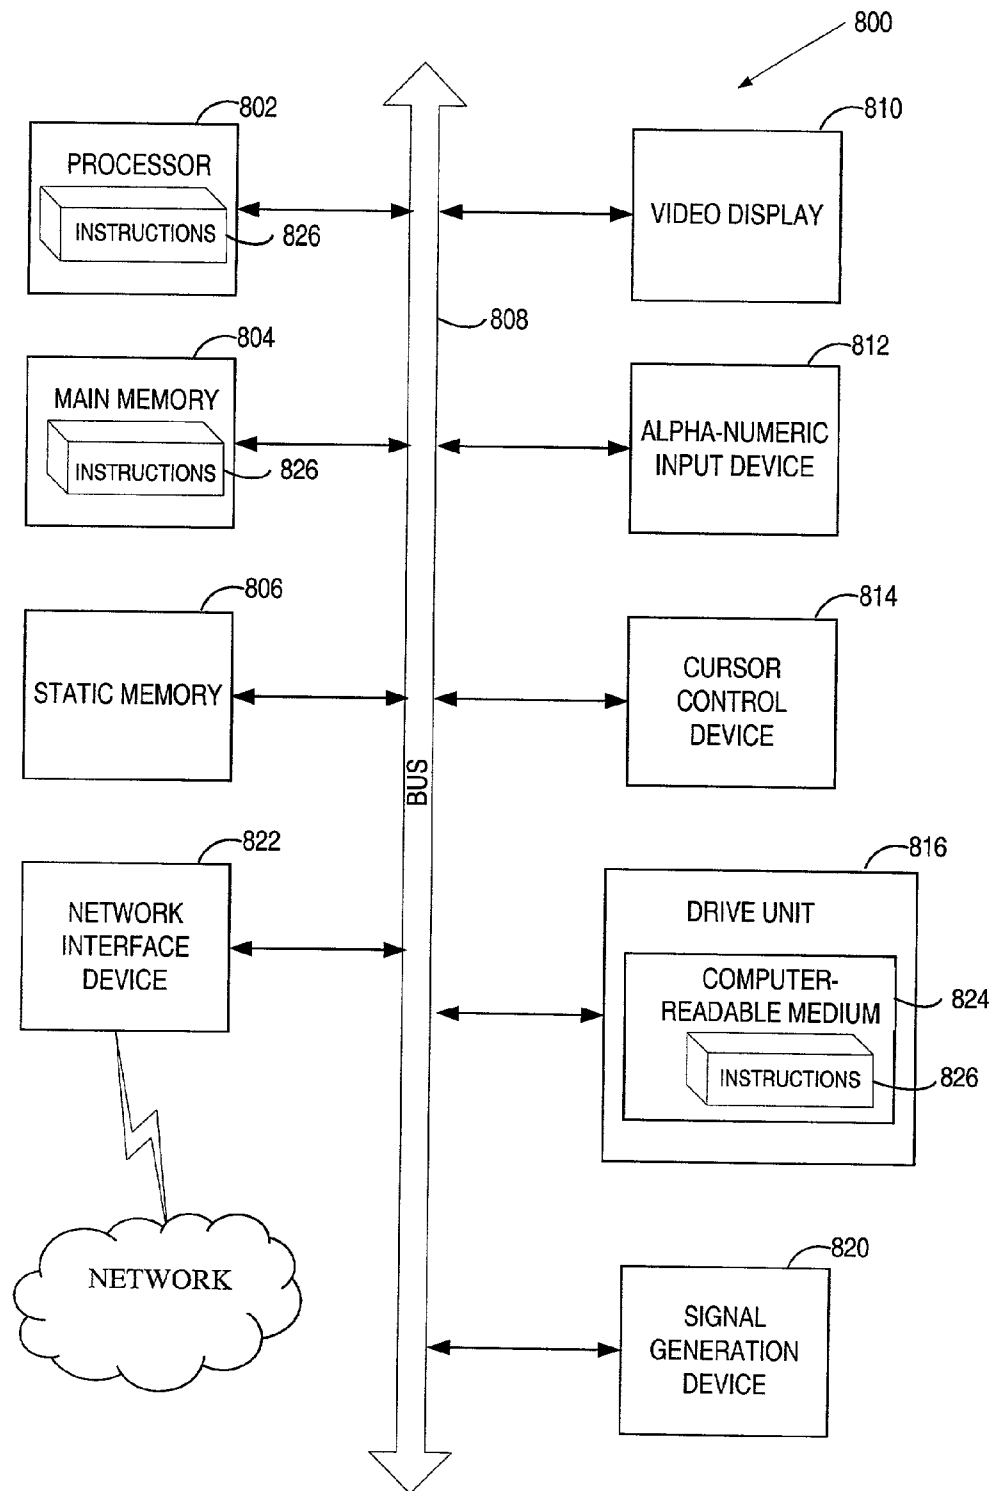 800
802
PROCESSOR
INSTRUCTIONS
826
810
VIDEO DISPLAY
808
804
MAIN MEMORY
INSTRUCTIONS
826
812
ALPHA-NUMERIC
INPUT DEVICE
806
STATIC MEMORY
814
CURSOR
CONTROL
DEVICE
BUS
822
NETWORK
INTERFACE
DEVICE
816
DRIVE UNIT
COMPUTER-
READABLE MEDIUM
824
INSTRUCTIONS
826
NETWORK
820
SIGNAL
GENERATION
DEVICE